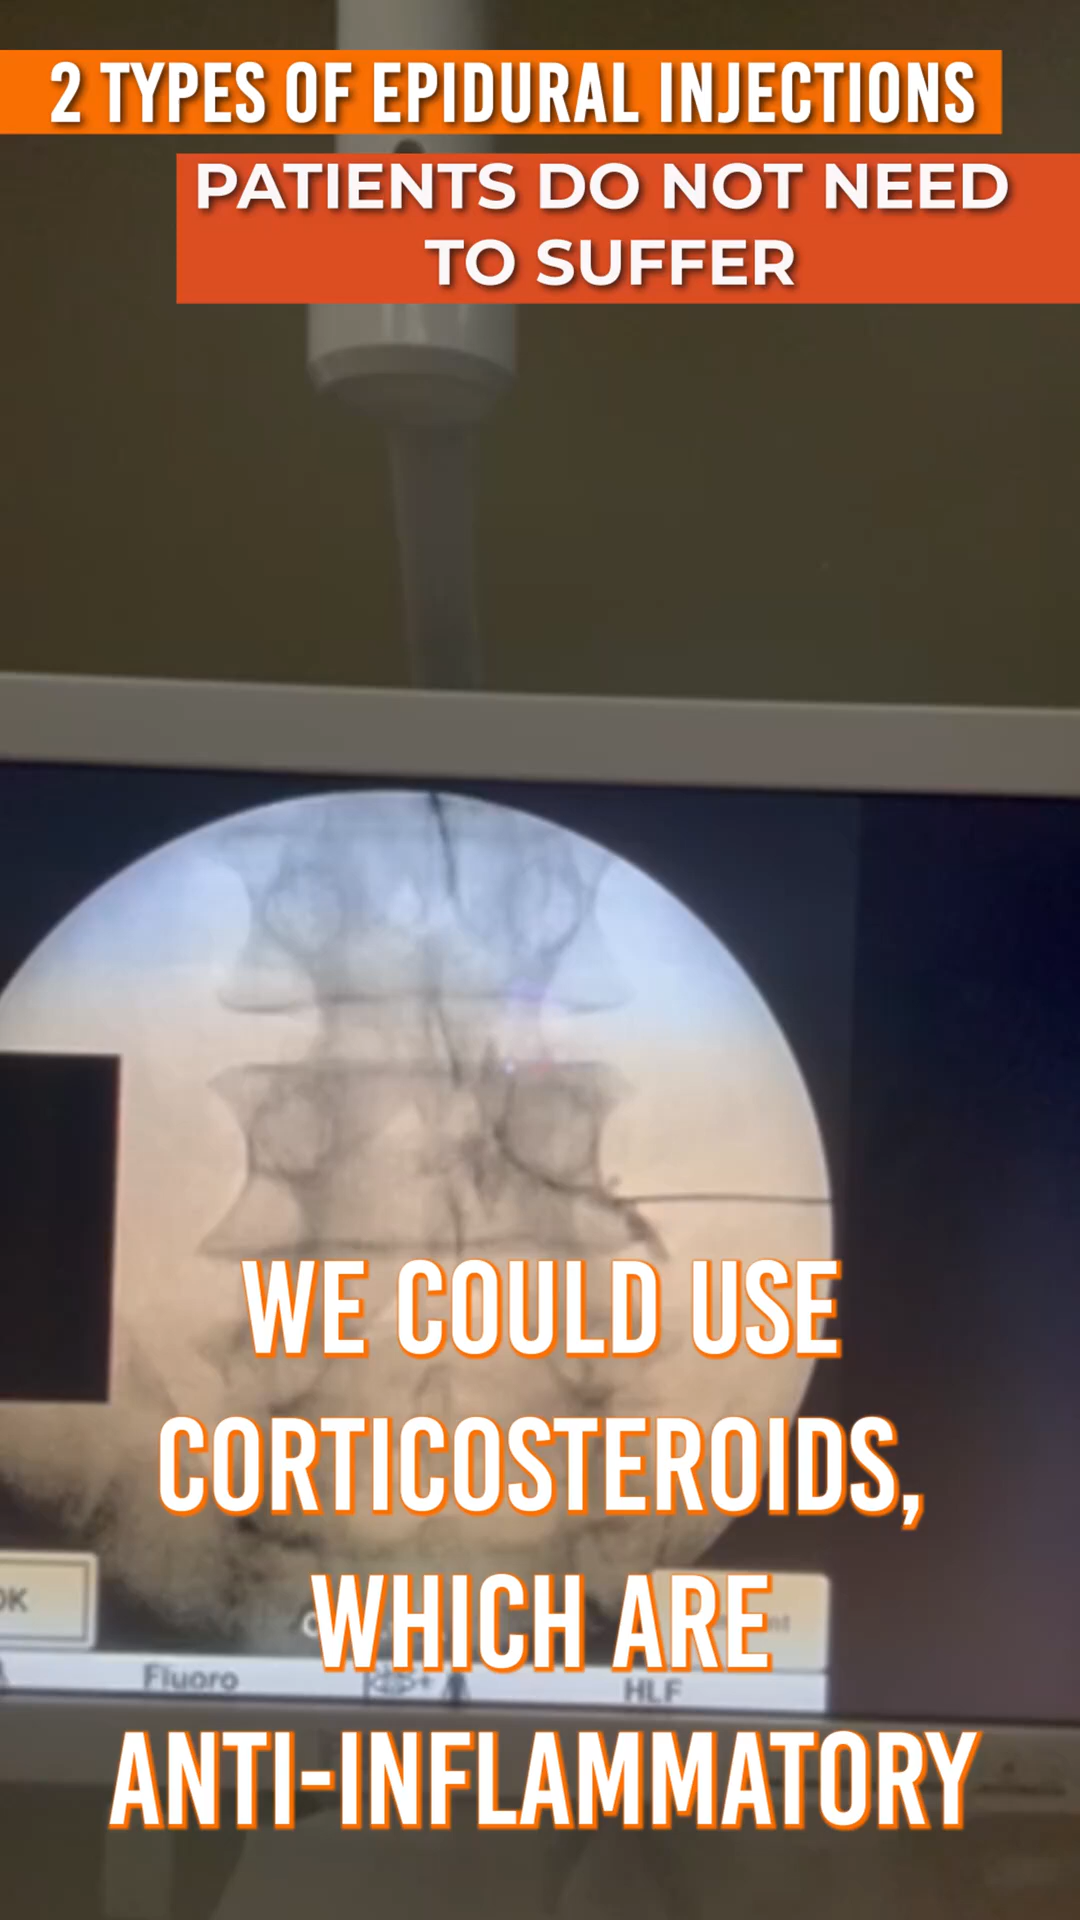 2 TYPES OF EPIDURAL INJECTIONS
PATIENTS DO NOT NEED
TO SUFFER
WE COULD USE
CORTICOSTEROIDS,
WHICH ARE
OK
Fluoro
HLF
ANTI-INFLAMMATORY